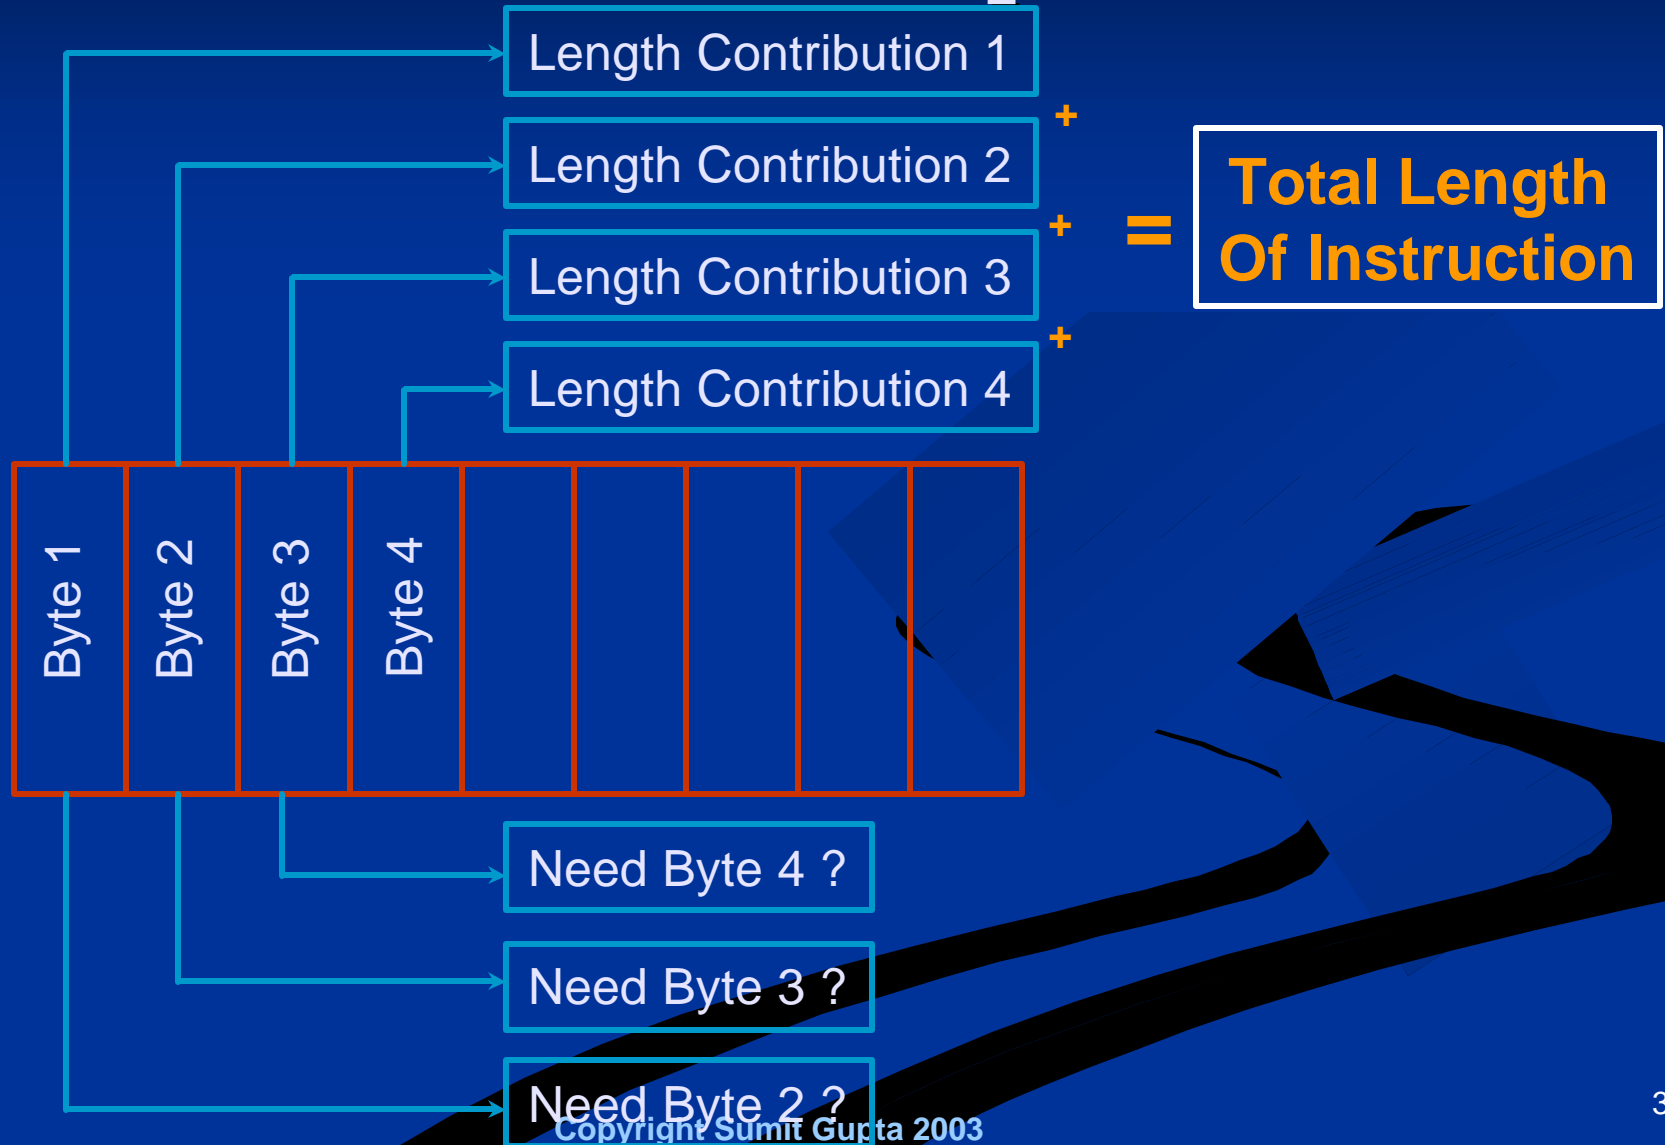 Length Contribution 1
+
Length Contribution 2
+
Length Contribution 3
+
Length Contribution 4
=
Total Length
Of Instruction
Byte 1
Byte 2
Byte 3
Byte 4
Need Byte 4 ?
Need Byte 3 ?
Need Byte 2 ?
Copyright Sumit Gupta 2003
3